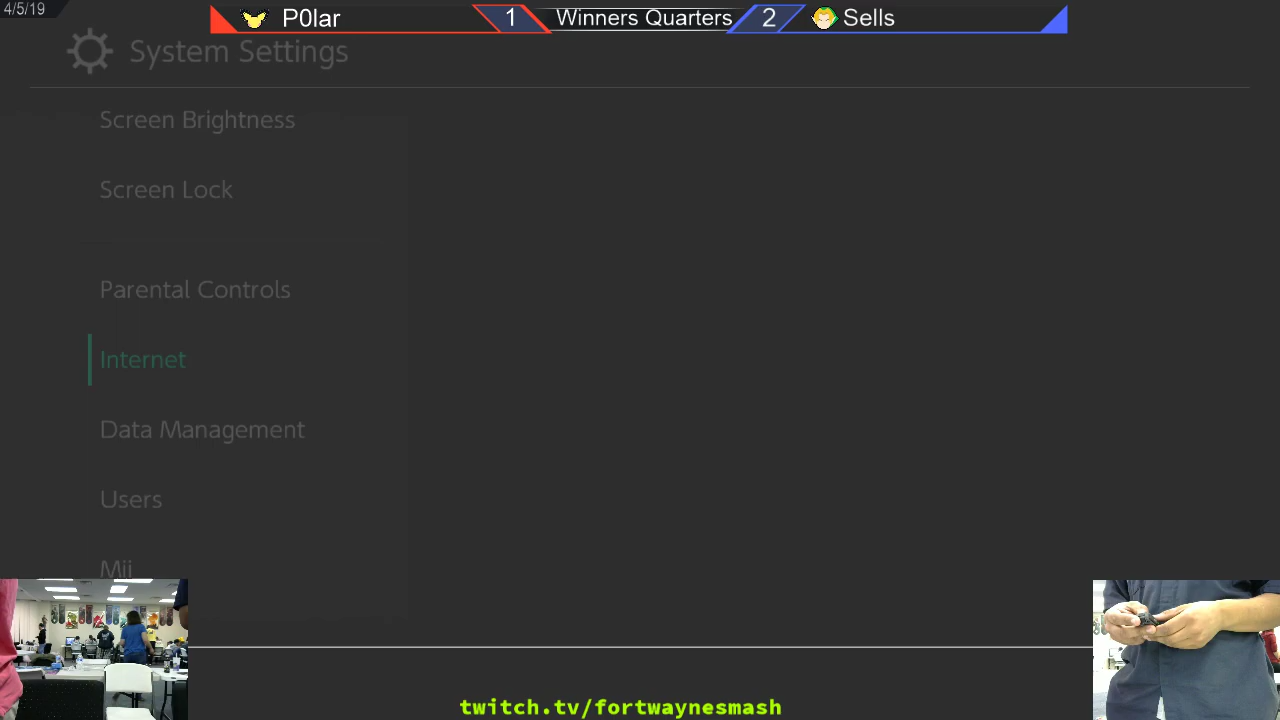 4/5/19
P0lar 1 Winners Quarters 2 Sells
System Settings
Screen Brightness
Screen Lock
Parental Controls
Internet
Data Management
Users
Mii
twitch.tv/fortwaynesmash